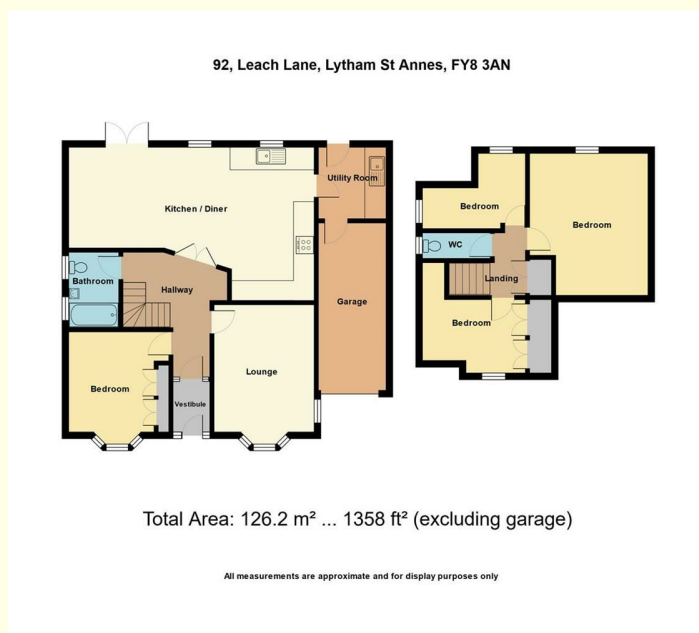 92, Leach Lane, Lytham St Annes, FY8 3AN
Kitchen / Diner
Utility Room
Bathroom
Hallway
Garage
Bedroom
Lounge
Vestibule
Bedroom
Bedroom
WC
Landing
Bedroom
Total Area: 126.2 m² ... 1358 ft² (excluding garage)
All measurements are approximate and for display purposes only